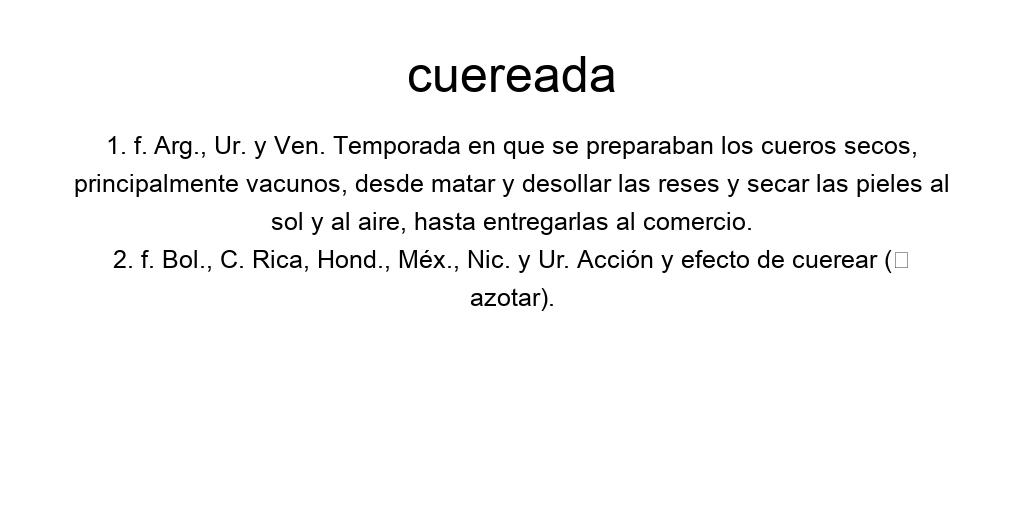 cuereada
1. f. Arg., Ur. y Ven. Temporada en que se preparaban los cueros secos,
principalmente vacunos, desde matar y desollar las reses y secar las pieles al
sol y al aire, hasta entregarlas al comercio.
2. f. Bol., C. Rica, Hond., Méx., Nic. y Ur. Acción y efecto de cuerear (□
azotar).